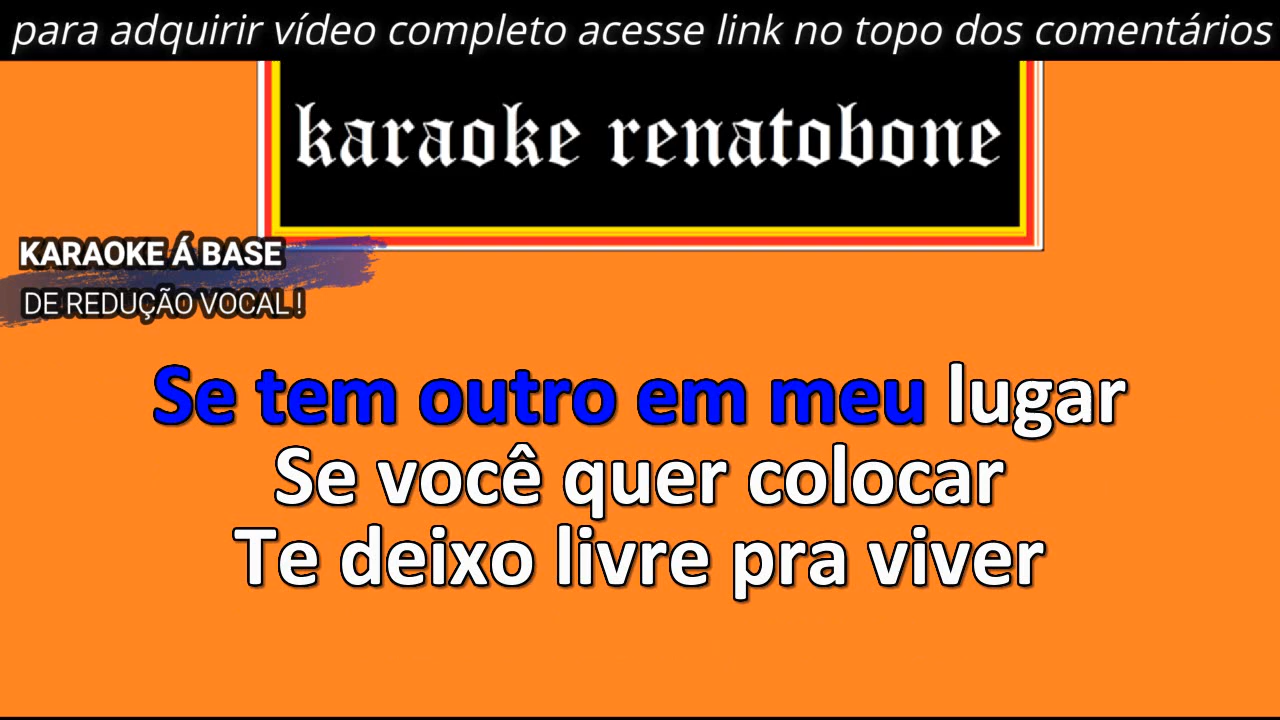 para adquirir vídeo completo acesse link no topo dos comentários
karaoke renatobone
KARAOKE Á BASE
DE REDUÇÃO VOCAL !
Se tem outro em meu lugar
Se você quer colocar
Te deixo livre pra viver